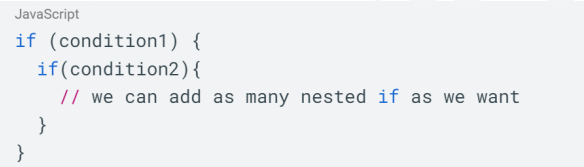 JavaScript
if (condition1) {
  if(condition2){
    // we can add as many nested if as we want
  }
}